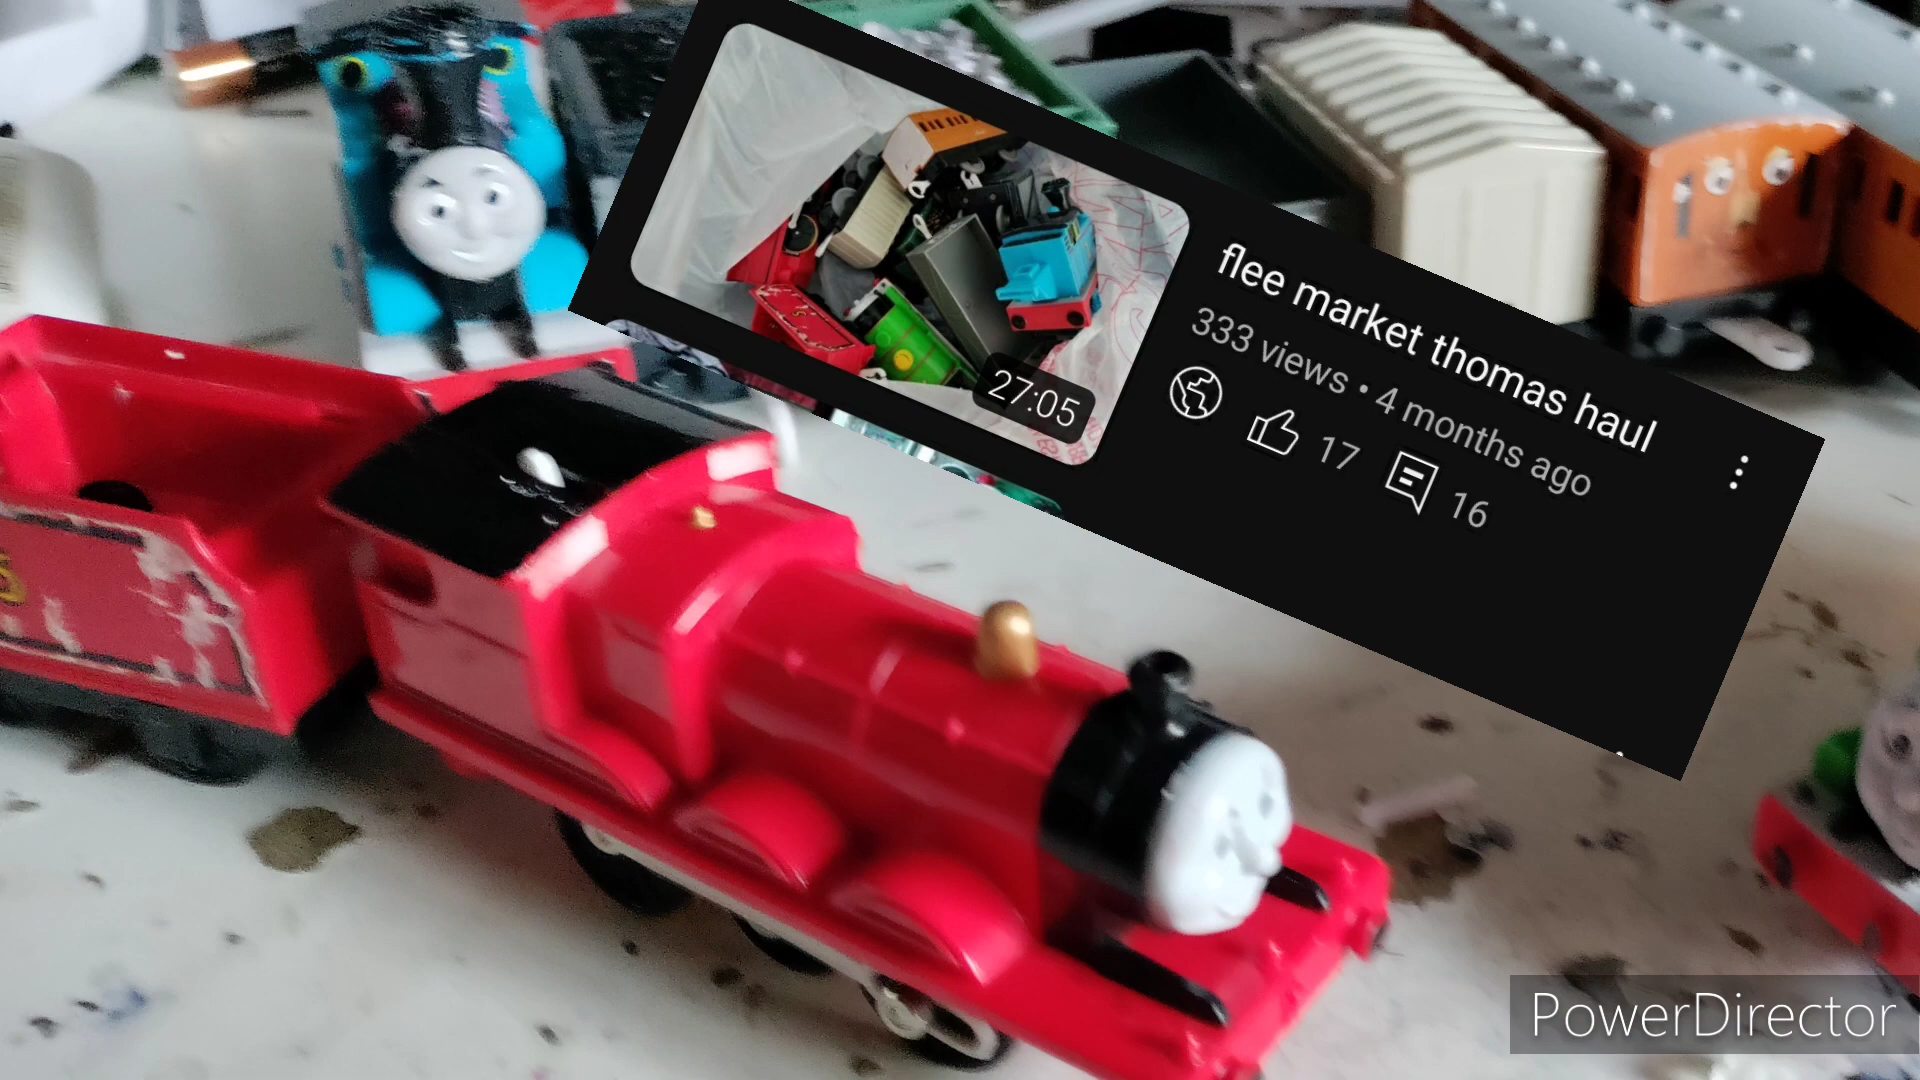 flee market thomas haul
333 views • 4 months ago
17 16
27:05
S
PowerDirector